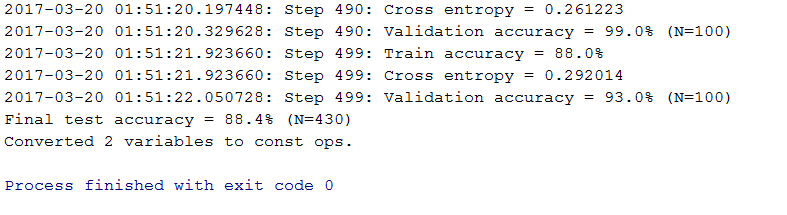 2017-03-20 01:51:20.197448: Step 490: Cross entropy = 0.261223
2017-03-20 01:51:20.329628: Step 490: Validation accuracy = 99.0% (N=100)
2017-03-20 01:51:21.923660: Step 499: Train accuracy = 88.0%
2017-03-20 01:51:21.923660: Step 499: Cross entropy = 0.292014
2017-03-20 01:51:22.050728: Step 499: Validation accuracy = 93.0% (N=100)
Final test accuracy = 88.4% (N=430)
Converted 2 variables to const ops.
Process finished with exit code 0